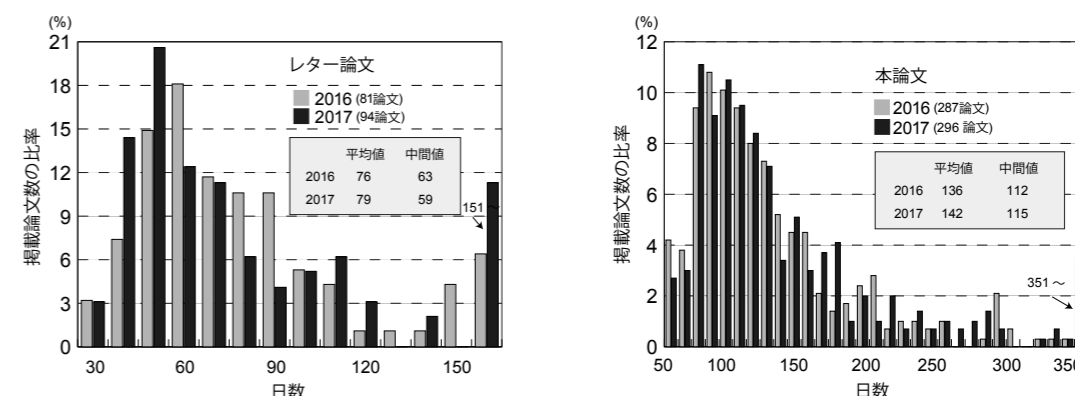 (%)
21
18
15
12
9
6
3
0
30
60
90
120
150
日数
掲載論文数の比率
レター論文
2016 (81論文)
2017 (94論文)
平均値 中間値
2016 76 63
2017 79 59
151～
(%)
12
10
8
6
4
2
0
50
100
150
200
250
300
350
日数
掲載論文数の比率
本論文
2016 (287論文)
2017 (296 論文)
平均値 中間値
2016 136 112
2017 142 115
351～